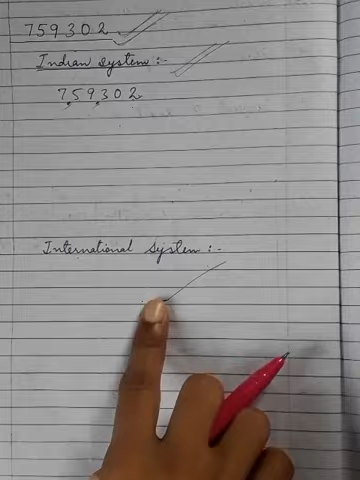 759302
Indian System :-
7,59,302
International System :-